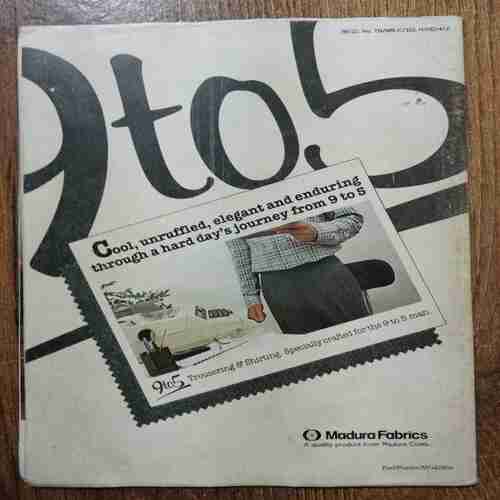 9to5
Cool, unruffled, elegant and enduring
through a hard day's journey from 9 to 5
9to5 Trousering & Shirting. Specially crafted for the 9 to 5 man.
Madura Fabrics
A quality product from Madura Coats.